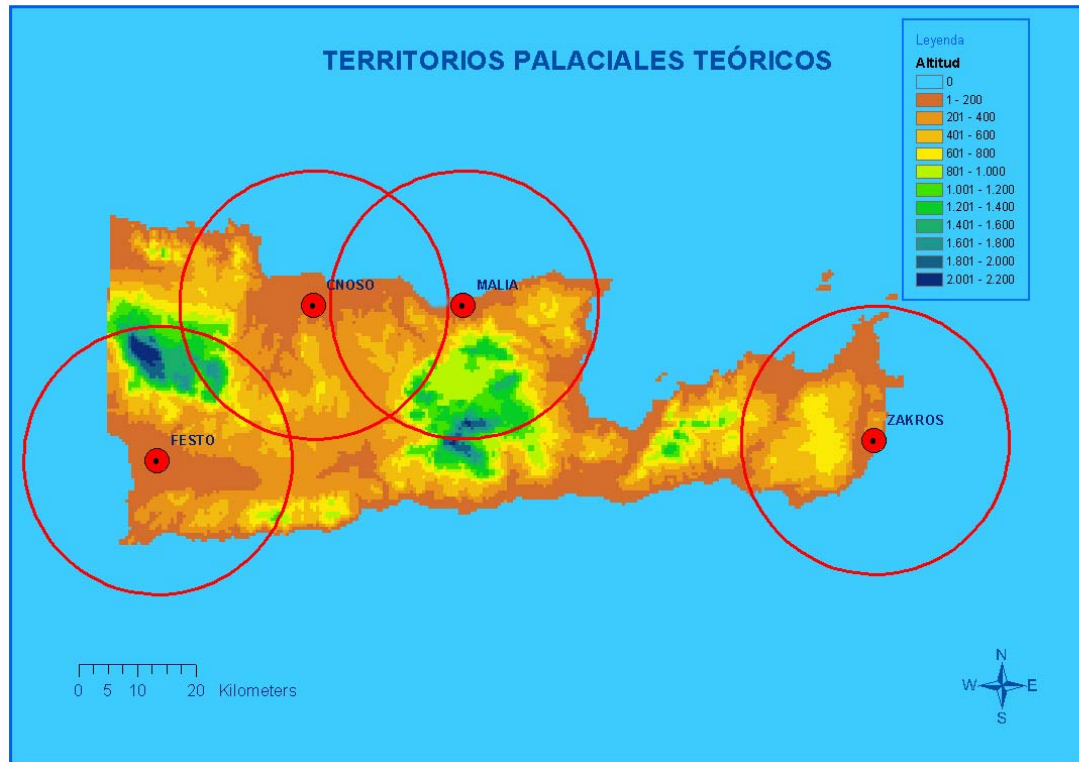 TERRITORIOS PALACIALES TEÓRICOS
Leyenda
Altitud
0
1 - 200
201 - 400
401 - 600
601 - 800
801 - 1.000
1.001 - 1.200
1.201 - 1.400
1.401 - 1.600
1.601 - 1.800
1.801 - 2.000
2.001 - 2.200
CNOSO
MALIA
ZAKROS
FESTO
0 5 10 20 Kilometers
N
W E
S